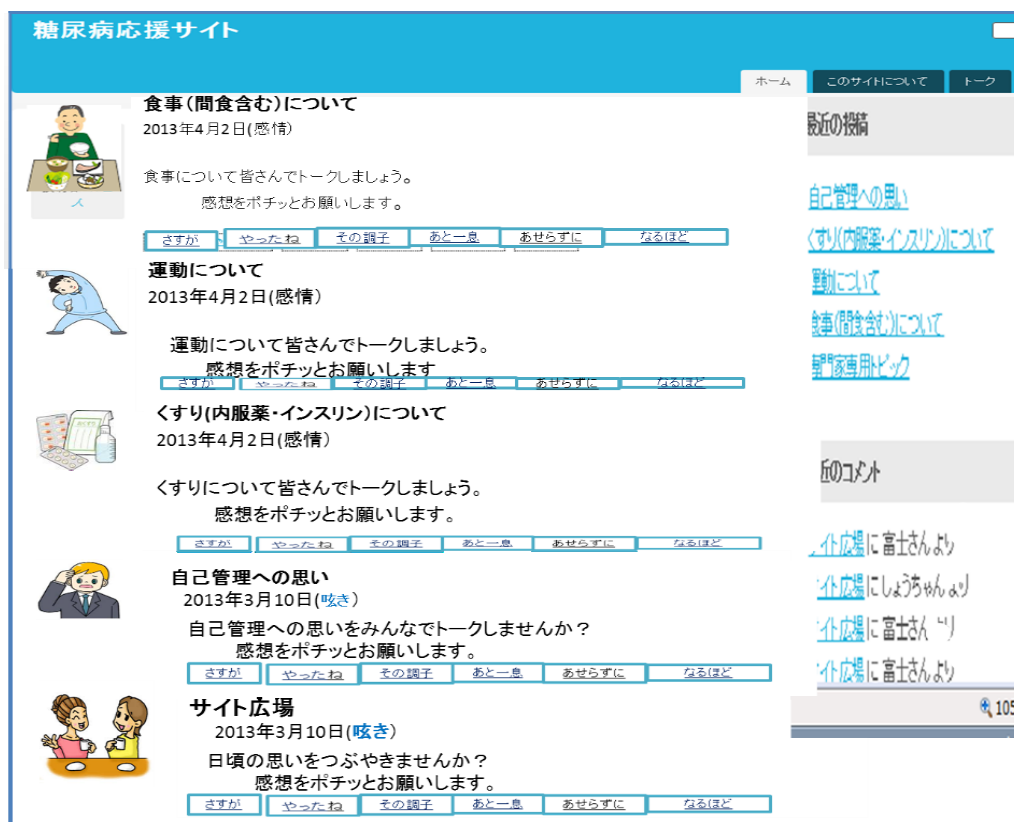 糖尿病応援サイト
ホーム
このサイトについて
トーク
食事(間食含む)について
2013年4月2日(感情)
人
食事について皆さんでトークしましょう。
感想をポチッとお願いします。
さすが やったね その調子 あと一息 あせらずに なるほど
運動について
2013年4月2日(感情)
運動について皆さんでトークしましょう。
感想をポチッとお願いします
さすが やったね その調子 あと一息 あせらずに なるほど
くすり(内服薬・インスリン)について
2013年4月2日(感情)
くすりについて皆さんでトークしましょう。
感想をポチッとお願いします。
さすが やったね その調子 あと一息 あせらずに なるほど
自己管理への思い
2013年3月10日(呟き)
自己管理への思いをみんなでトークしませんか?
感想をポチッとお願いします。
さすが やったね その調子 あと一息 あせらずに なるほど
サイト広場
2013年3月10日(呟き)
日頃の思いをつぶやきませんか?
感想をポチッとお願いします。
さすが やったね その調子 あと一息 あせらずに なるほど
最近の投稿
自己管理への思い
くすり(内服薬・インスリン)について
運動について
食事(間食含む)について
専門家専用トピック
近のコメント
イト広場に富士さんより
イト広場にしょうちゃんより
イト広場に富士さん
イト広場に富士さんより
105